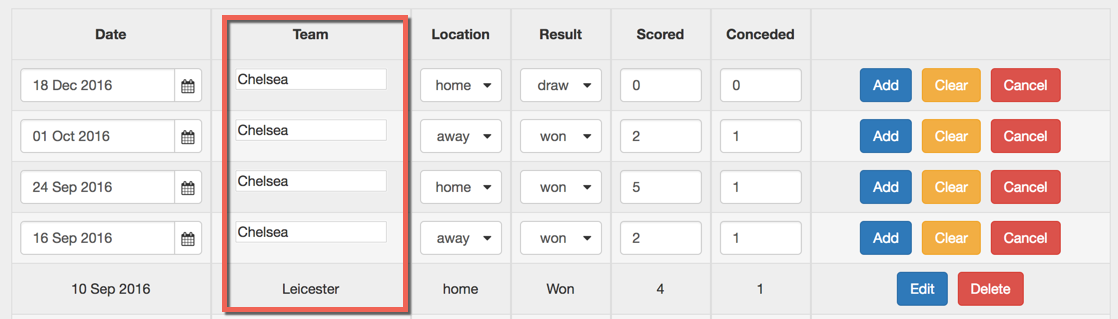 Date Team Location Result Scored Conceded
18 Dec 2016 Chelsea home draw 0 0 Add Clear Cancel
01 Oct 2016 Chelsea away won 2 1 Add Clear Cancel
24 Sep 2016 Chelsea home won 5 1 Add Clear Cancel
16 Sep 2016 Chelsea away won 2 1 Add Clear Cancel
10 Sep 2016 Leicester home Won 4 1 Edit Delete